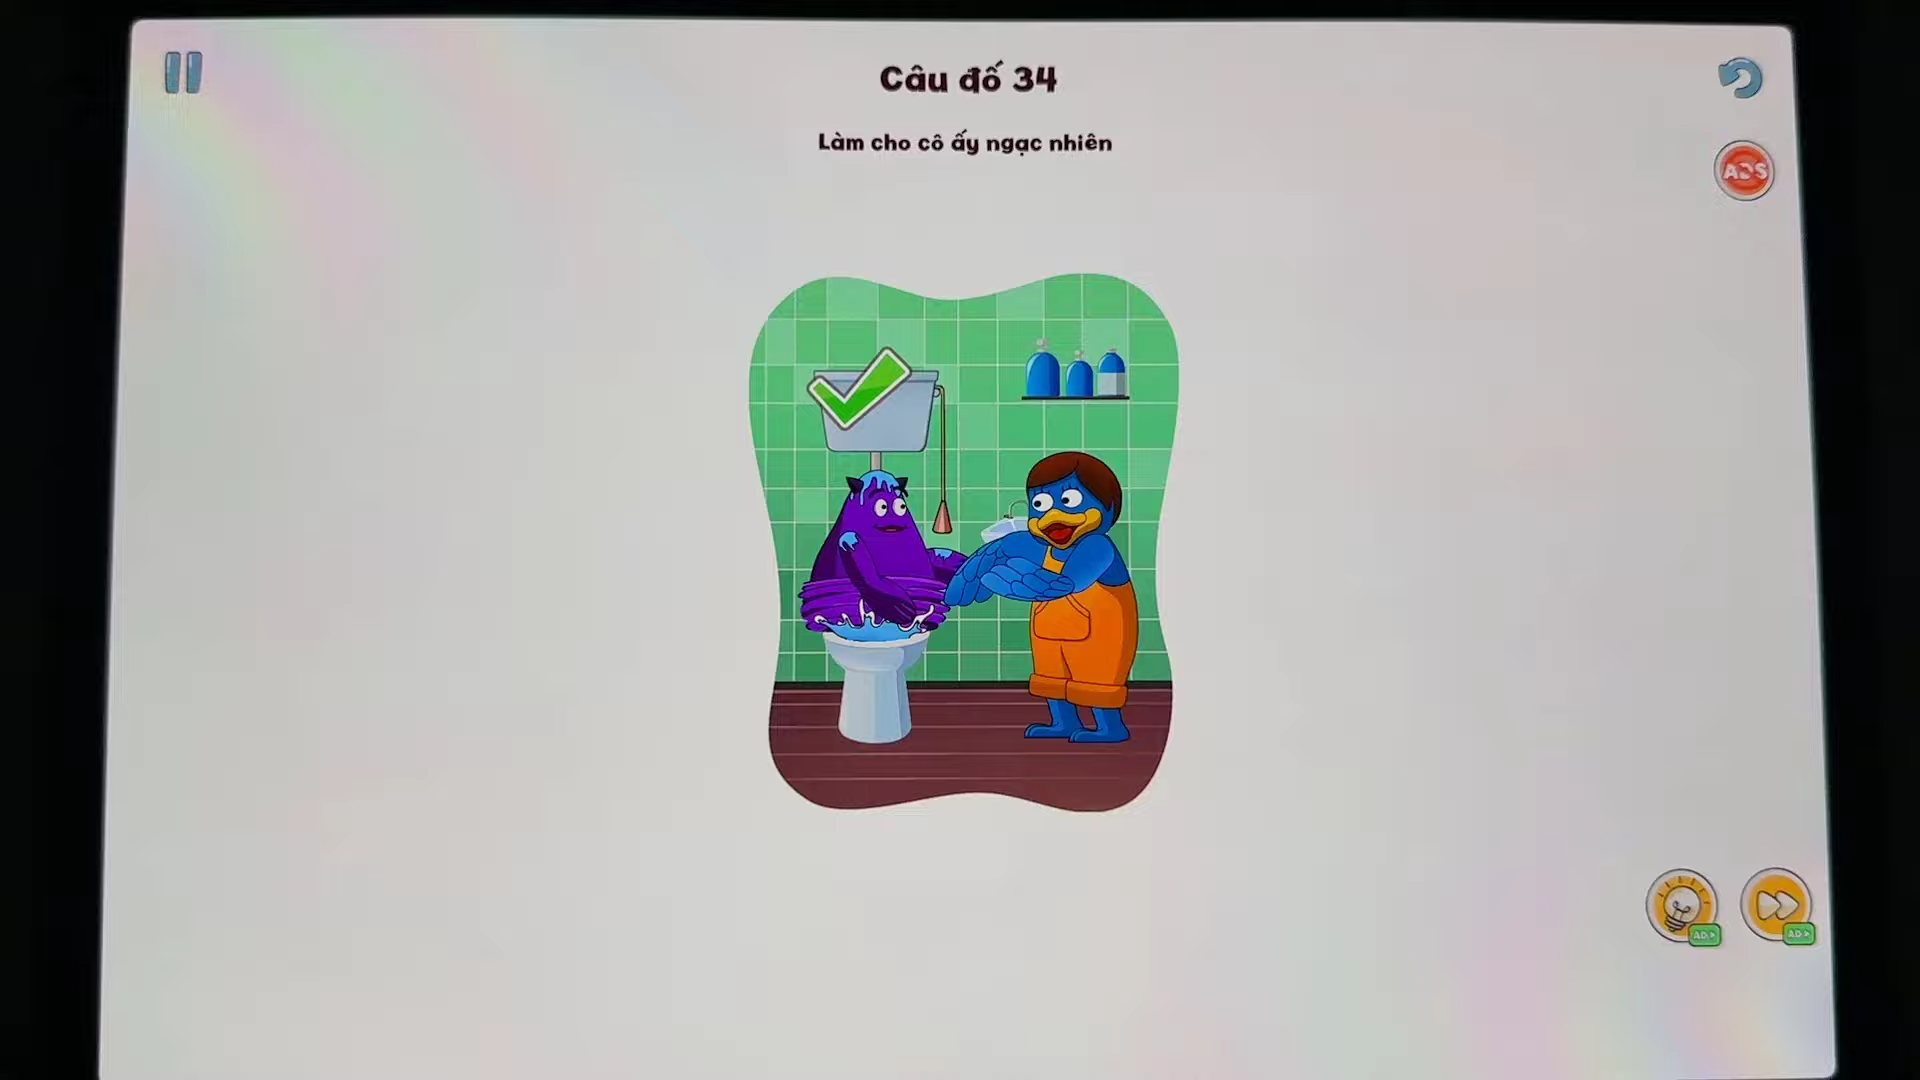 Câu đố 34
Làm cho cô ấy ngạc nhiên
ADS
AD
AD